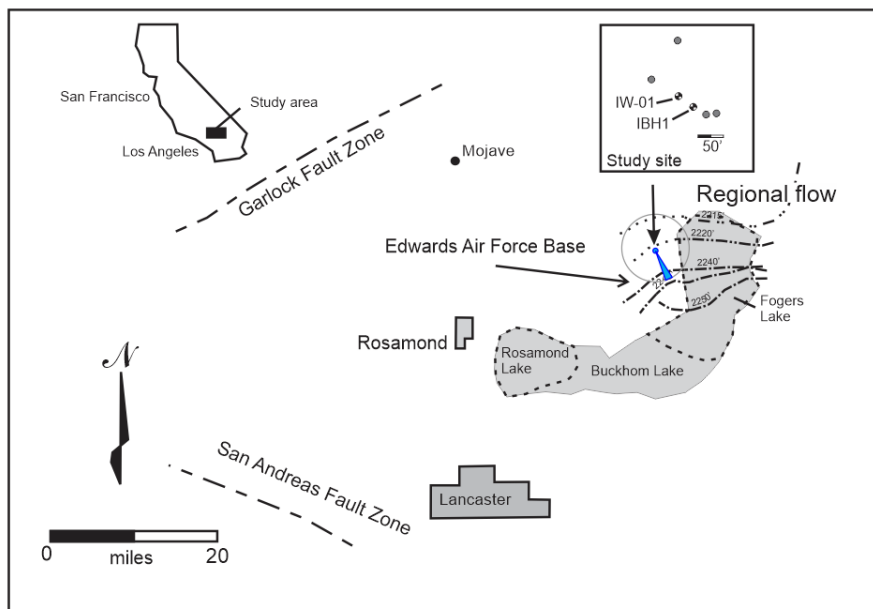 San Francisco
Study area
Los Angeles
Garlock Fault Zone
Mojave
IW-01
IBH1
50'
Study site
Regional flow
2215'
2220'
2240'
2250'
Edwards Air Force Base
Fogers
Lake
Rosamond
Rosamond
Lake
Buckhom Lake
N
San Andreas Fault Zone
Lancaster
0
20
miles